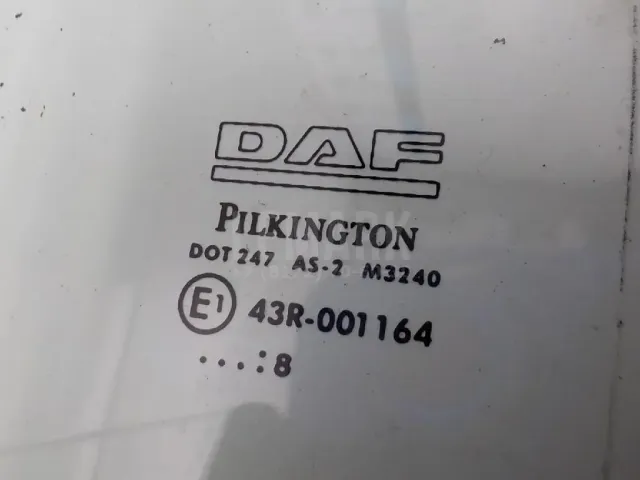 DAF
PILKINGTON
DOT 247 AS-2 M3240
E1 43R-001164
....:8